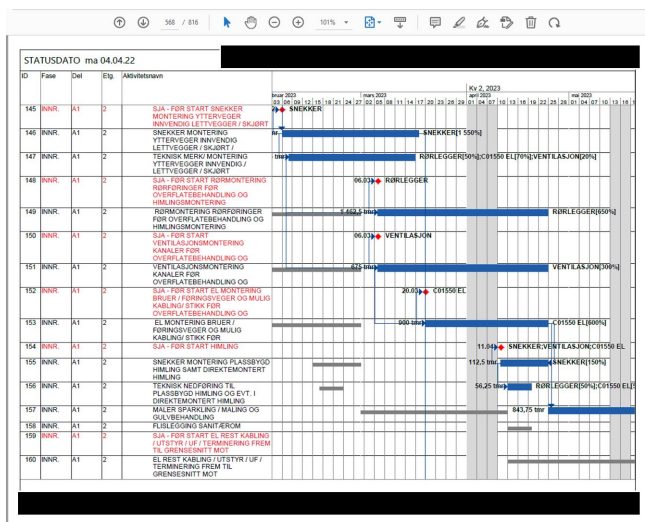 568 / 816
101%
STATUSDATO ma 04.04.22
ID Fase Del Etg. Aktivitetsnavn
Kv 2, 2023
bruar 2023 mars 2023 april 2023 mai 2023
03 06 09 12 15 18 21 24 27 02 05 08 11 14 17 20 23 26 29 01 04 07 10 13 16 19 22 25 28 01 04 07 10 13 16 1
145 INNR. A1 2 SJA - FØR START SNEKKER SNEKKER
MONTERING YTTERVEGER
INNVENDIG LETTVEGGER / SKJØRT
146 INNR. A1 2 SNEKKER MONTERING SNEKKER[1 550%]
YTTERVEGER INNVENDIG
LETTVEGGER / SKJØRT /
147 INNR. A1 2 TEKNISK MERK/ MONTERING tmr RØRLEGGER[50%];C01550 EL[70%];VENTILASJON[20%]
YTTERVEGGER INNVENDIG /
LETTVEGGER / SKJØRT /
148 INNR. A1 2 SJA - FØR START RØRMONTERING 06.03 RØRLEGGER
RØRFØRINGER FØR
OVERFLATEBEHANDLING OG
HIMLINGSMONTERING
149 INNR. A1 2 RØRMONTERING RØRFØRINGER 1 462,5 tmr RØRLEGGER[650%]
FØR OVERFLATEBEHANDLING OG
HIMLINGSMONTERING
150 INNR. A1 2 SJA - FØR START 06.03 VENTILASJON
VENTILASJONSMONTERING
KANALER FØR
OVERFLATEBEHANDLING OG
151 INNR. A1 2 VENTILASJONSMONTERING 675 tmr VENTILASJON[300%]
KANALER FØR
OVERFLATEBEHANDLING OG
152 INNR. A1 2 SJA - FØR START EL MONTERING 20.03 C01550 EL
BRUER / FØRINGSVEGER OG MULIG
KABLING/ STIKK FØR
OVERFLATEBEHANDLING OG
153 INNR. A1 2 EL MONTERING BRUER / 900 tmr C01550 EL[600%]
FØRINGSVEGER OG MULIG
KABLING/ STIKK FØR
154 INNR. A1 2 SJA - FØR START HIMLING 11.04 SNEKKER;VENTILASJON;C01550 EL
155 INNR. A1 2 SNEKKER MONTERING PLASSBYGD 112,5 tmr SNEKKER[150%]
HIMLING SAMT DIREKTEMONTERT
HIMLING
156 INNR. A1 2 TEKNISK NEDFØRING TIL 56,25 tmr RØRLEGGER[50%];C01550 EL[5
PLASSBYGD HIMLING OG EVT. I
DIREKTEMONTERT HIMLING
157 INNR. A1 2 MALER SPARKLING / MALING OG 843,75 tmr
GULVBEHANDLING
158 INNR. A1 2 FLISLEGGING SANITÆROM
159 INNR. A1 2 SJA - FØR START EL REST KABLING
/ UTSTYR / UF / TERMINERING FREM
TIL GRENSESNITT MOT
160 INNR. A1 2 EL REST KABLING / UTSTYR / UF /
TERMINERING FREM TIL
GRENSESNITT MOT